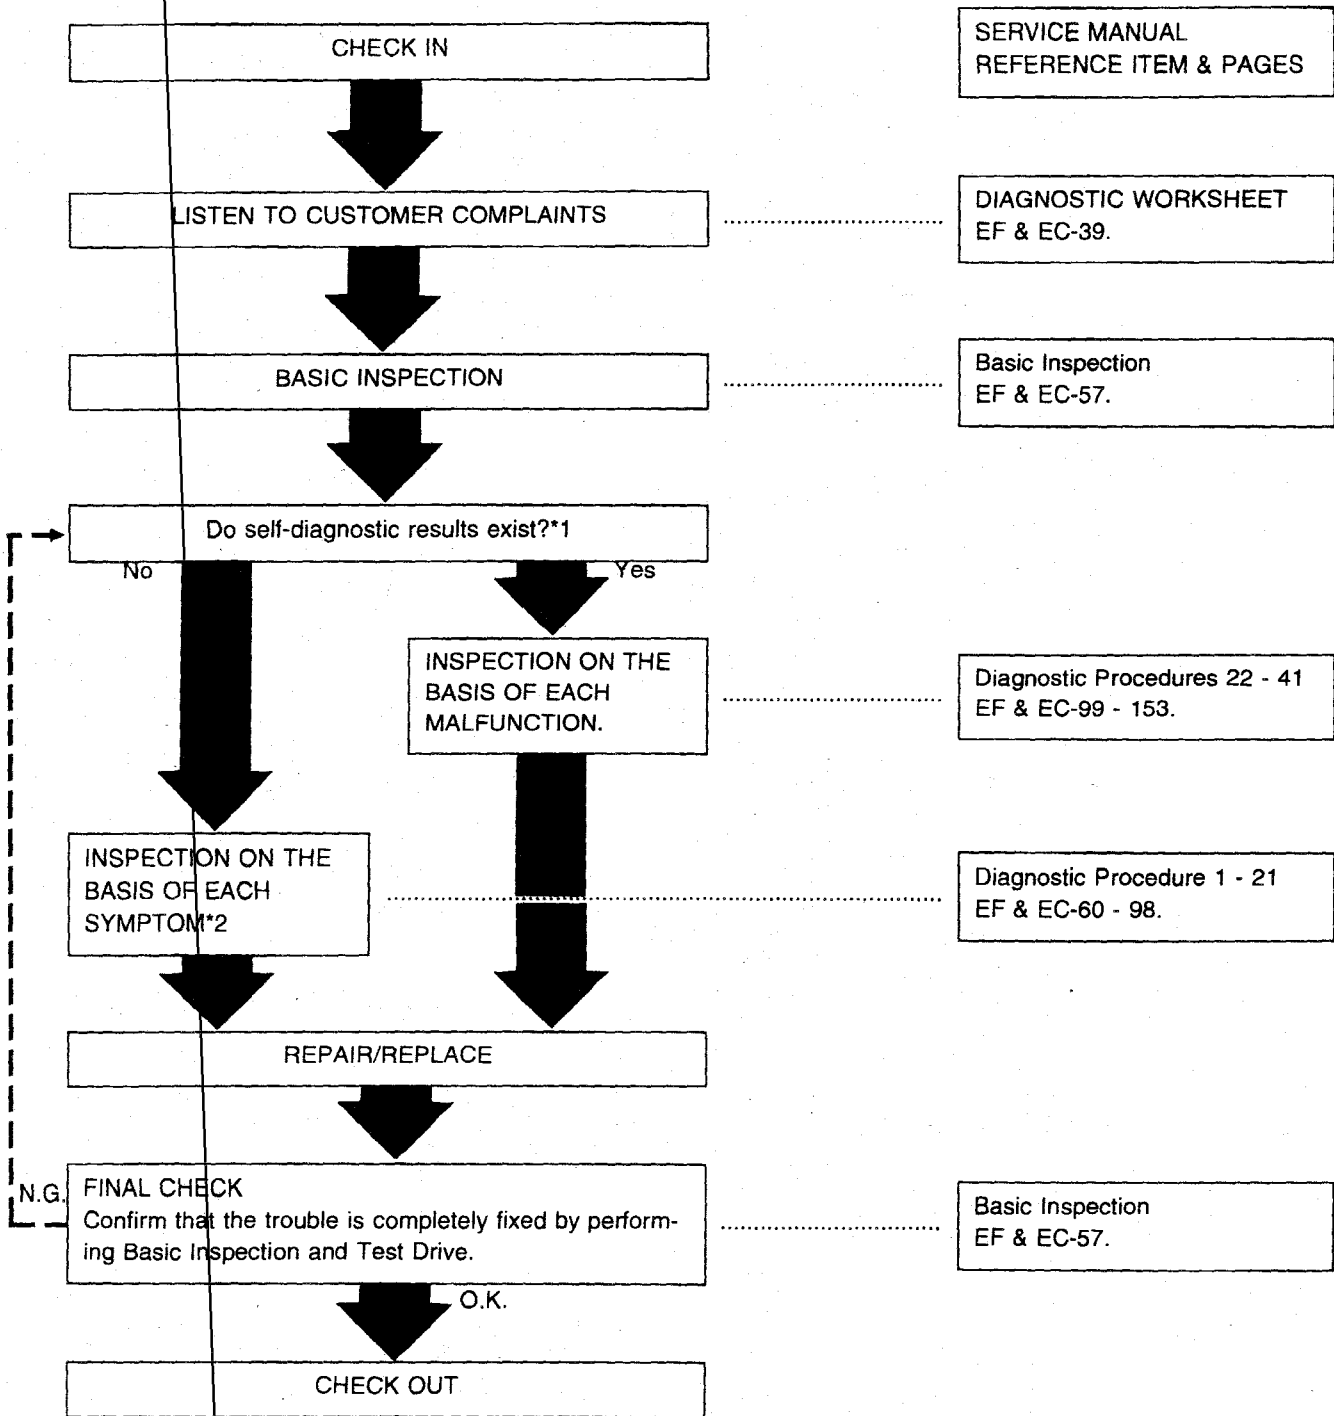 CHECK IN
SERVICE MANUAL
REFERENCE ITEM & PAGES
LISTEN TO CUSTOMER COMPLAINTS
DIAGNOSTIC WORKSHEET
EF & EC-39.
BASIC INSPECTION
Basic Inspection
EF & EC-57.
Do self-diagnostic results exist?*1
No
Yes
INSPECTION ON THE
BASIS OF EACH
MALFUNCTION.
Diagnostic Procedures 22 - 41
EF & EC-99 - 153.
INSPECTION ON THE
BASIS OF EACH
SYMPTOM*2
Diagnostic Procedure 1 - 21
EF & EC-60 - 98.
REPAIR/REPLACE
N.G.
FINAL CHECK
Confirm that the trouble is completely fixed by perform-
ing Basic Inspection and Test Drive.
Basic Inspection
EF & EC-57.
O.K.
CHECK OUT